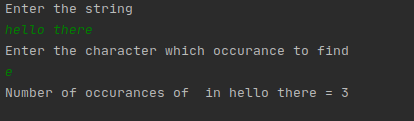 Enter the string
hello there
Enter the character which occurance to find
e
Number of occurances of  in hello there = 3